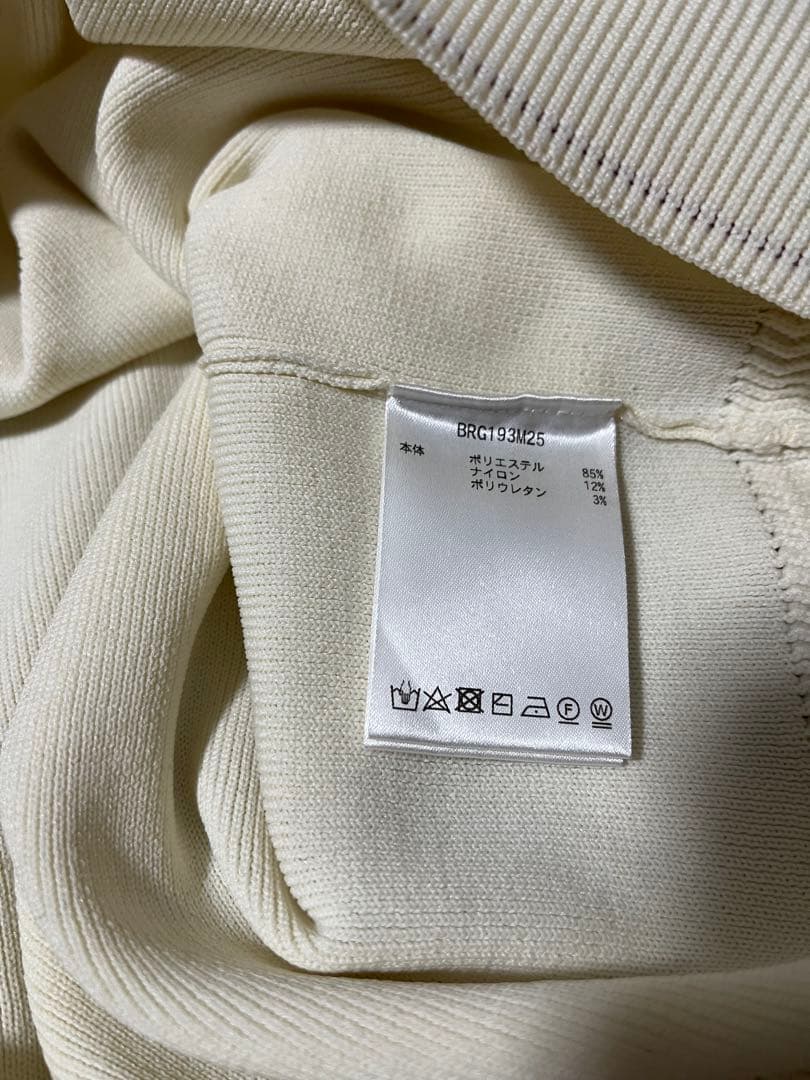 BRG193M25
本体 ポリエステル 85%
ナイロン 12%
ポリウレタン 3%
F W